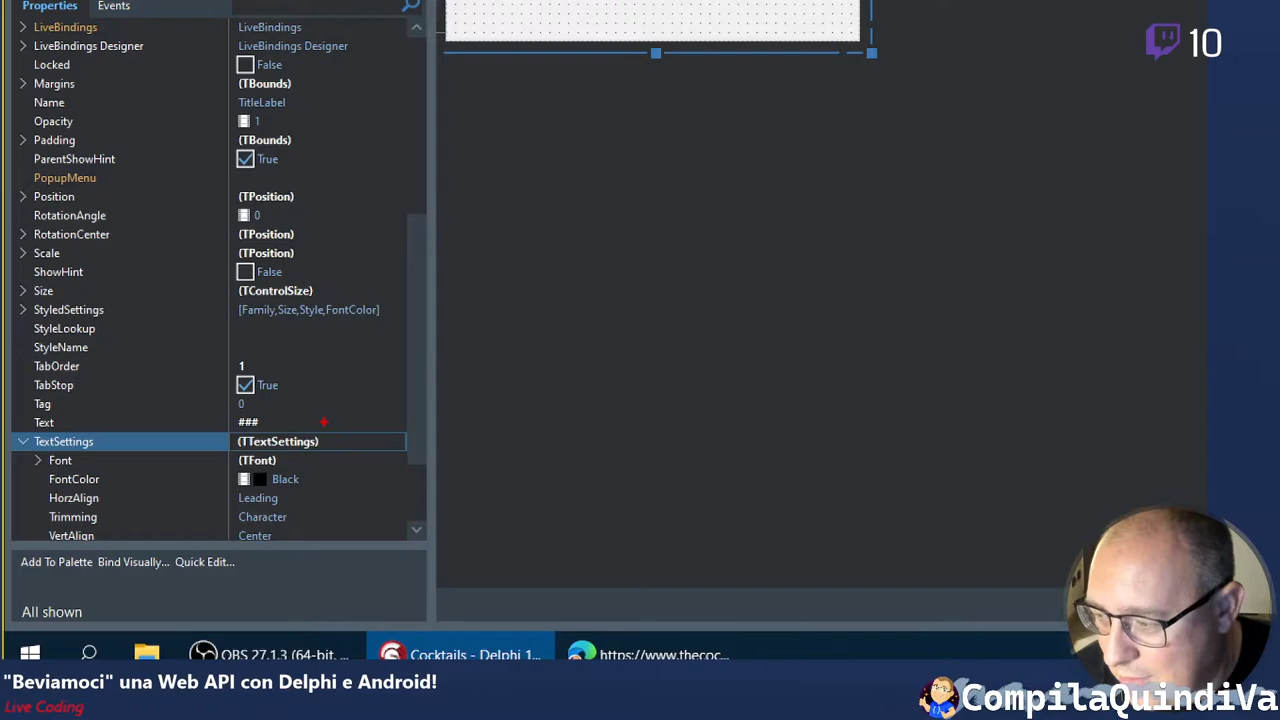 Properties Events
LiveBindings LiveBindings
LiveBindings Designer LiveBindings Designer
Locked False
Margins (TBounds)
Name TitleLabel
Opacity 1
Padding (TBounds)
ParentShowHint True
PopupMenu
Position (TPosition)
RotationAngle 0
RotationCenter (TPosition)
Scale (TPosition)
ShowHint False
Size (TControlSize)
StyledSettings [Family,Size,Style,FontColor]
StyleLookup
StyleName
TabOrder 1
TabStop True
Tag 0
Text ###
TextSettings (TTextSettings)
Font (TFont)
FontColor Black
HorzAlign Leading
Trimming Character
VertAlign Center
Add To Palette Bind Visually... Quick Edit...
All shown
10
OBS 27.1.3 (64-bit, ... Cocktails - Delphi 1... https://www.thecoc...
"Beviamoci" una Web API con Delphi e Android!
Live Coding
CompilaQuindiVa